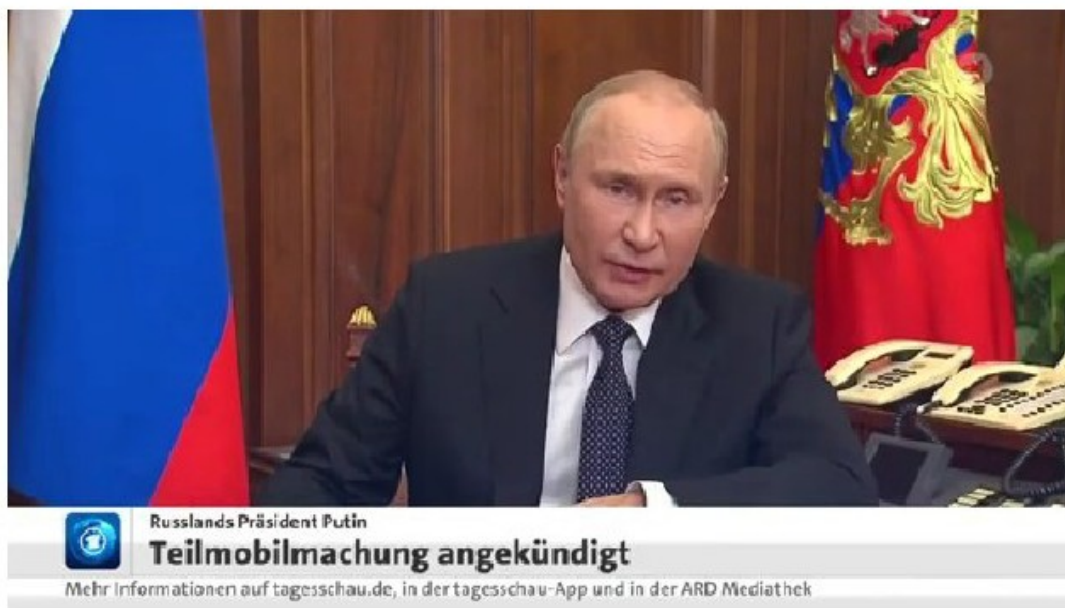 Russlands Präsident Putin
Teilmobilmachung angekündigt
Mehr Informationen auf tagesschau.de, in der tagesschau-App und in der ARD Mediathek